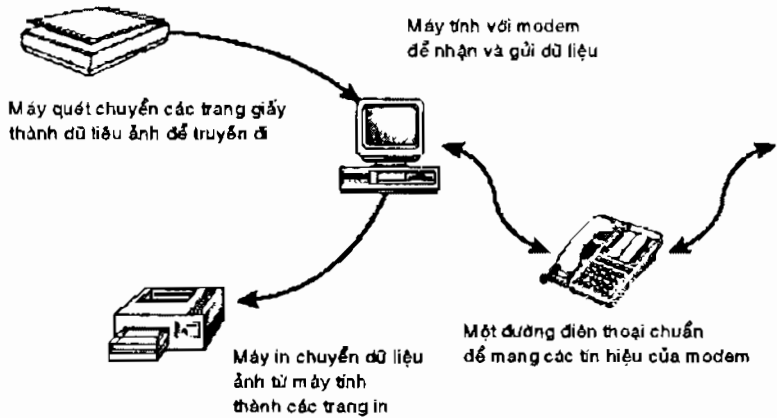 Máy tính với modem
để nhận và gửi dữ liệu
Máy quét chuyển các trang giấy
thành dữ liệu ảnh để truyền đi
Một đường điện thoại chuẩn
để mang các tín hiệu của modem
Máy in chuyển dữ liệu
ảnh từ máy tính
thành các trang in